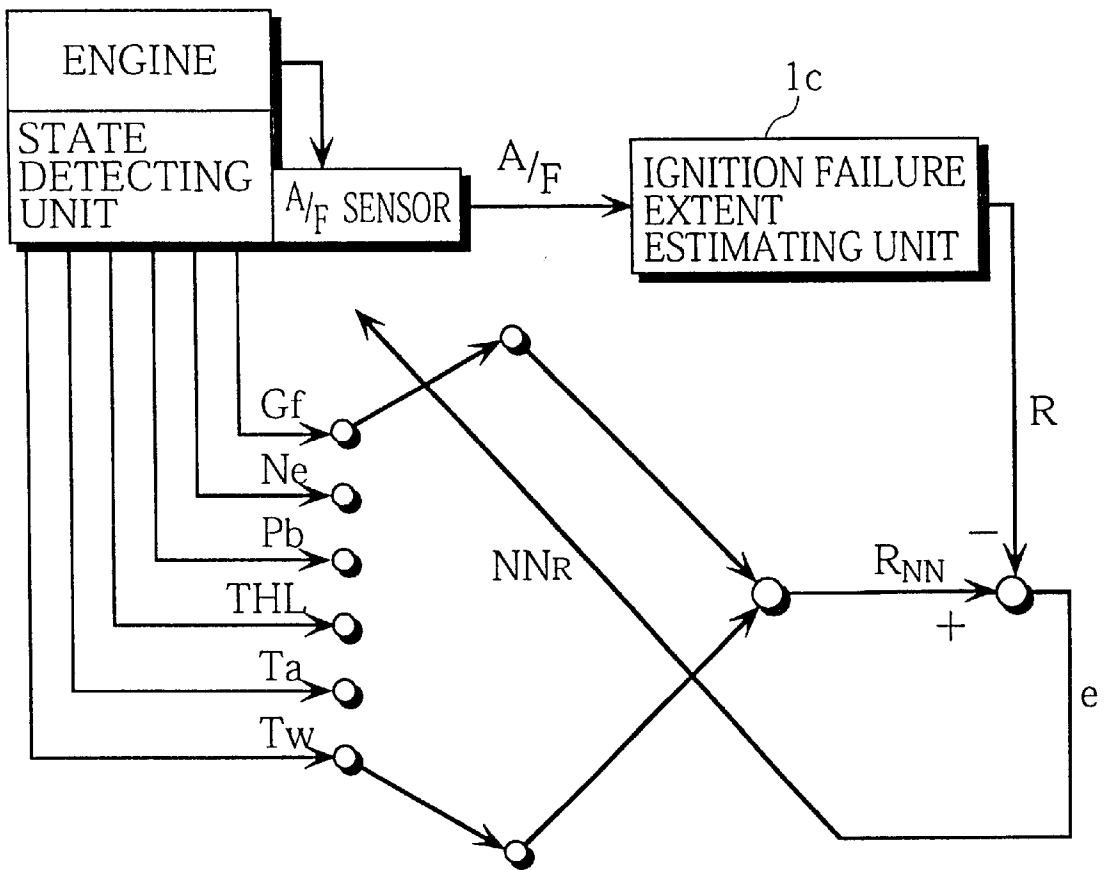 ENGINE
STATE
DETECTING
UNIT
A/F SENSOR
A/F
1c
IGNITION FAILURE
EXTENT
ESTIMATING UNIT
R
Gf
Ne
Pb
THL
Ta
Tw
NNR
RNN
−
+
e